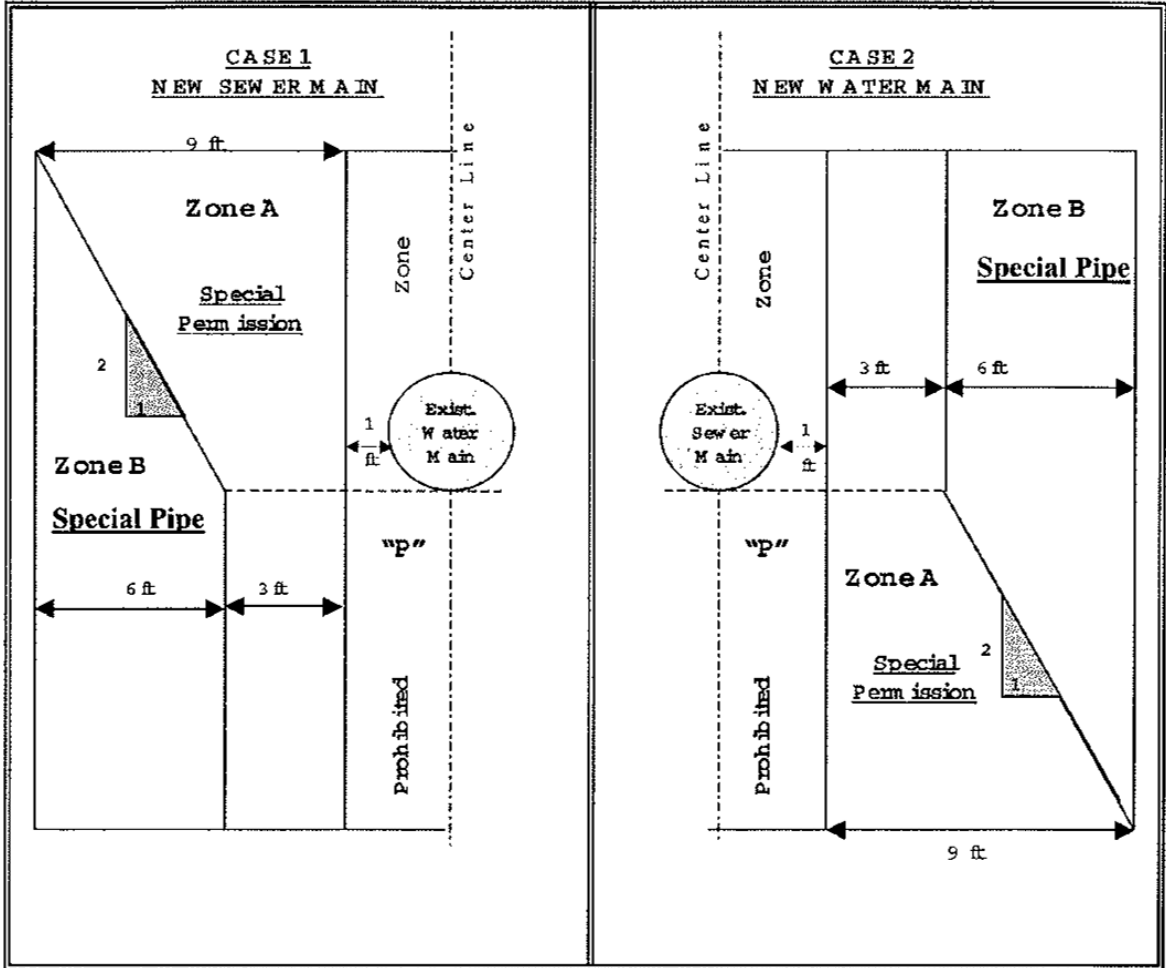 CASE 1
NEW SEWER MAIN
9 ft
Zone A
Special
Permission
Zone
Center Line
2
1
Exist.
Water
Main
1
ft
Zone B
Special Pipe
"P"
6 ft
3 ft
Prohibited
CASE 2
NEW WATER MAIN
Center Line
Zone
Zone B
Special Pipe
3 ft
6 ft
Exist.
Sewer
Main
1
ft
"P"
Zone A
2
1
Special
Permission
Prohibited
9 ft